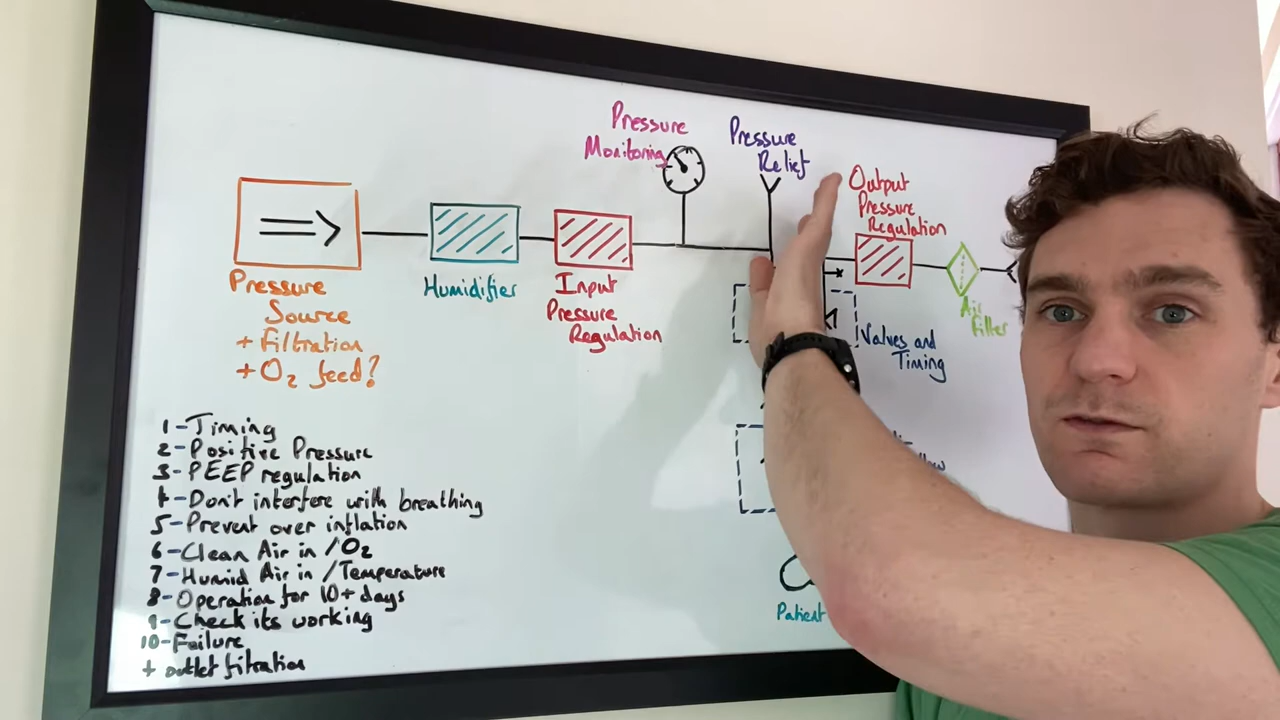 Pressure
Monitoring
Pressure
Relief
Output
Pressure
Regulation
Pressure
Source
+ Filtration
+ O₂ feed?
Humidifier
Input
Pressure
Regulation
Air
Filter
Valves and
Timing
Patient
1-Timing
2-Positive Pressure
3-PEEP regulation
4-Don't interfere with breathing
5-Prevent over inflation
6-Clean Air in /O₂
7-Humid Air in /Temperature
8-Operation for 10+ days
9-Check its working
10-Failure
+ outlet filtration